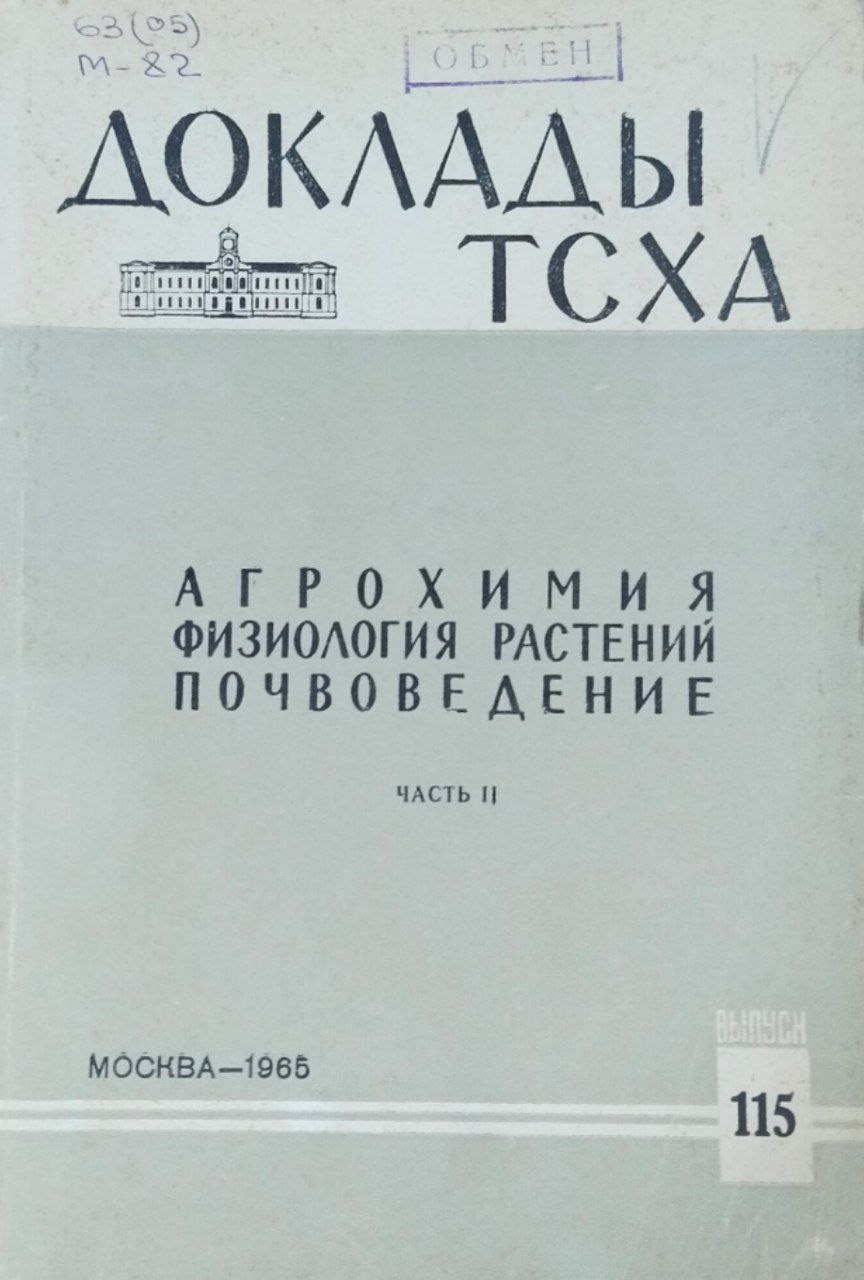 63(05)
М-82
ОБМЕН
ДОКЛАДЫ
ТСХА
АГРОХИМИЯ
ФИЗИОЛОГИЯ РАСТЕНИЙ
ПОЧВОВЕДЕНИЕ
ЧАСТЬ II
ВЫПУСК
МОСКВА—1965
115